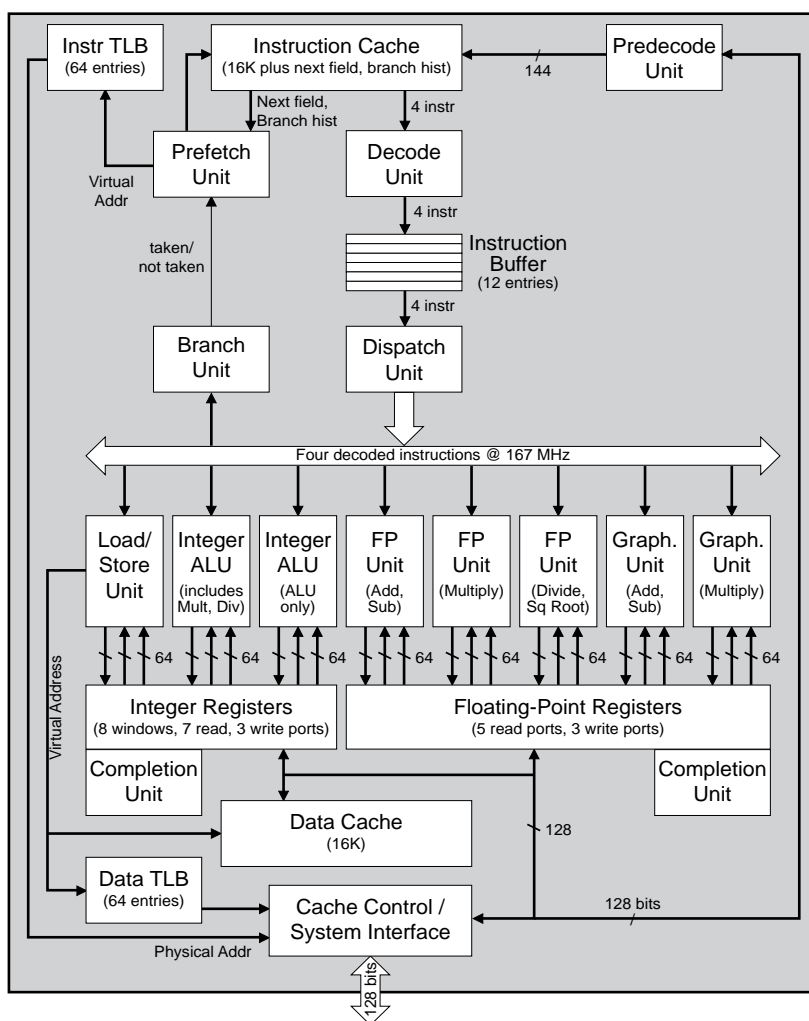 Instr TLB
(64 entries)
Instruction Cache
(16K plus next field, branch hist)
144
Predecode
Unit
Next field,
Branch hist
4 instr
Prefetch
Unit
Decode
Unit
Virtual
Addr
4 instr
taken/
not taken
Instruction
Buffer
(12 entries)
4 instr
Branch
Unit
Dispatch
Unit
Four decoded instructions @ 167 MHz
Load/
Store
Unit
Integer
ALU
(includes
Mult, Div)
Integer
ALU
(ALU
only)
FP
Unit
(Add,
Sub)
FP
Unit
(Multiply)
FP
Unit
(Divide,
Sq Root)
Graph.
Unit
(Add,
Sub)
Graph.
Unit
(Multiply)
64
64
64
64
64
64
64
64
Virtual Address
Integer Registers
(8 windows, 7 read, 3 write ports)
Floating-Point Registers
(5 read ports, 3 write ports)
Completion
Unit
Completion
Unit
Data Cache
(16K)
128
Data TLB
(64 entries)
Cache Control /
System Interface
128 bits
Physical Addr
128 bits